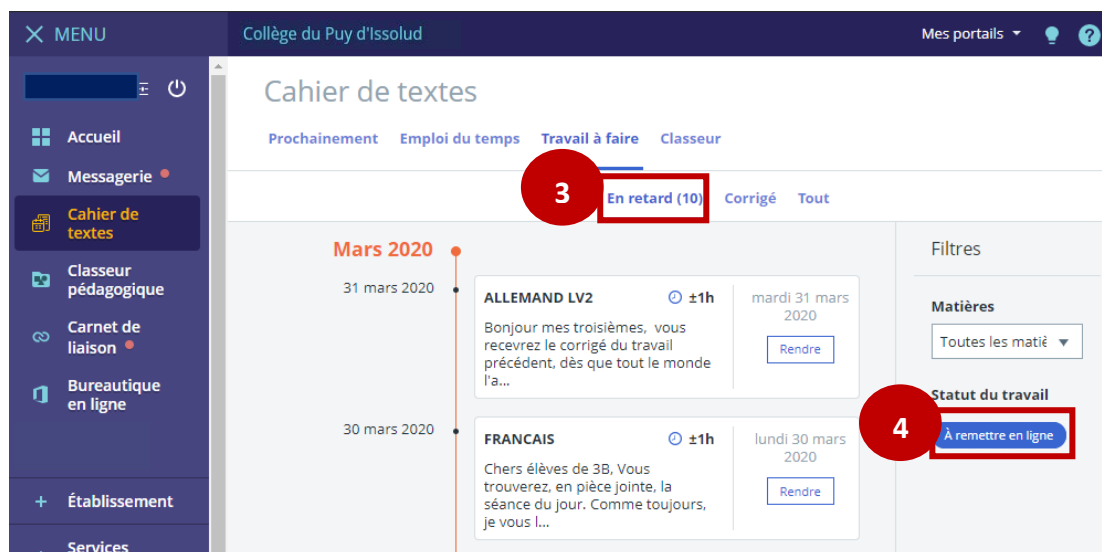 MENU
Collège du Puy d'Issolud
Mes portails
?
Cahier de textes
Prochainement Emploi du temps Travail à faire Classeur
3
En retard (10) Corrigé Tout
Accueil
Messagerie
Cahier de
textes
Classeur
pédagogique
Carnet de
liaison
Bureautique
en ligne
+ Établissement
Services
Mars 2020
31 mars 2020
ALLEMAND LV2 ±1h
Bonjour mes troisièmes, vous
recevrez le corrigé du travail
précédent, dès que tout le monde
l'a...
mardi 31 mars
2020
Rendre
30 mars 2020
FRANCAIS ±1h
Chers élèves de 3B, Vous
trouverez, en pièce jointe, la
séance du jour. Comme toujours,
je vous l...
lundi 30 mars
2020
Rendre
Filtres
Matières
Toutes les matiè
Statut du travail
4
À remettre en ligne